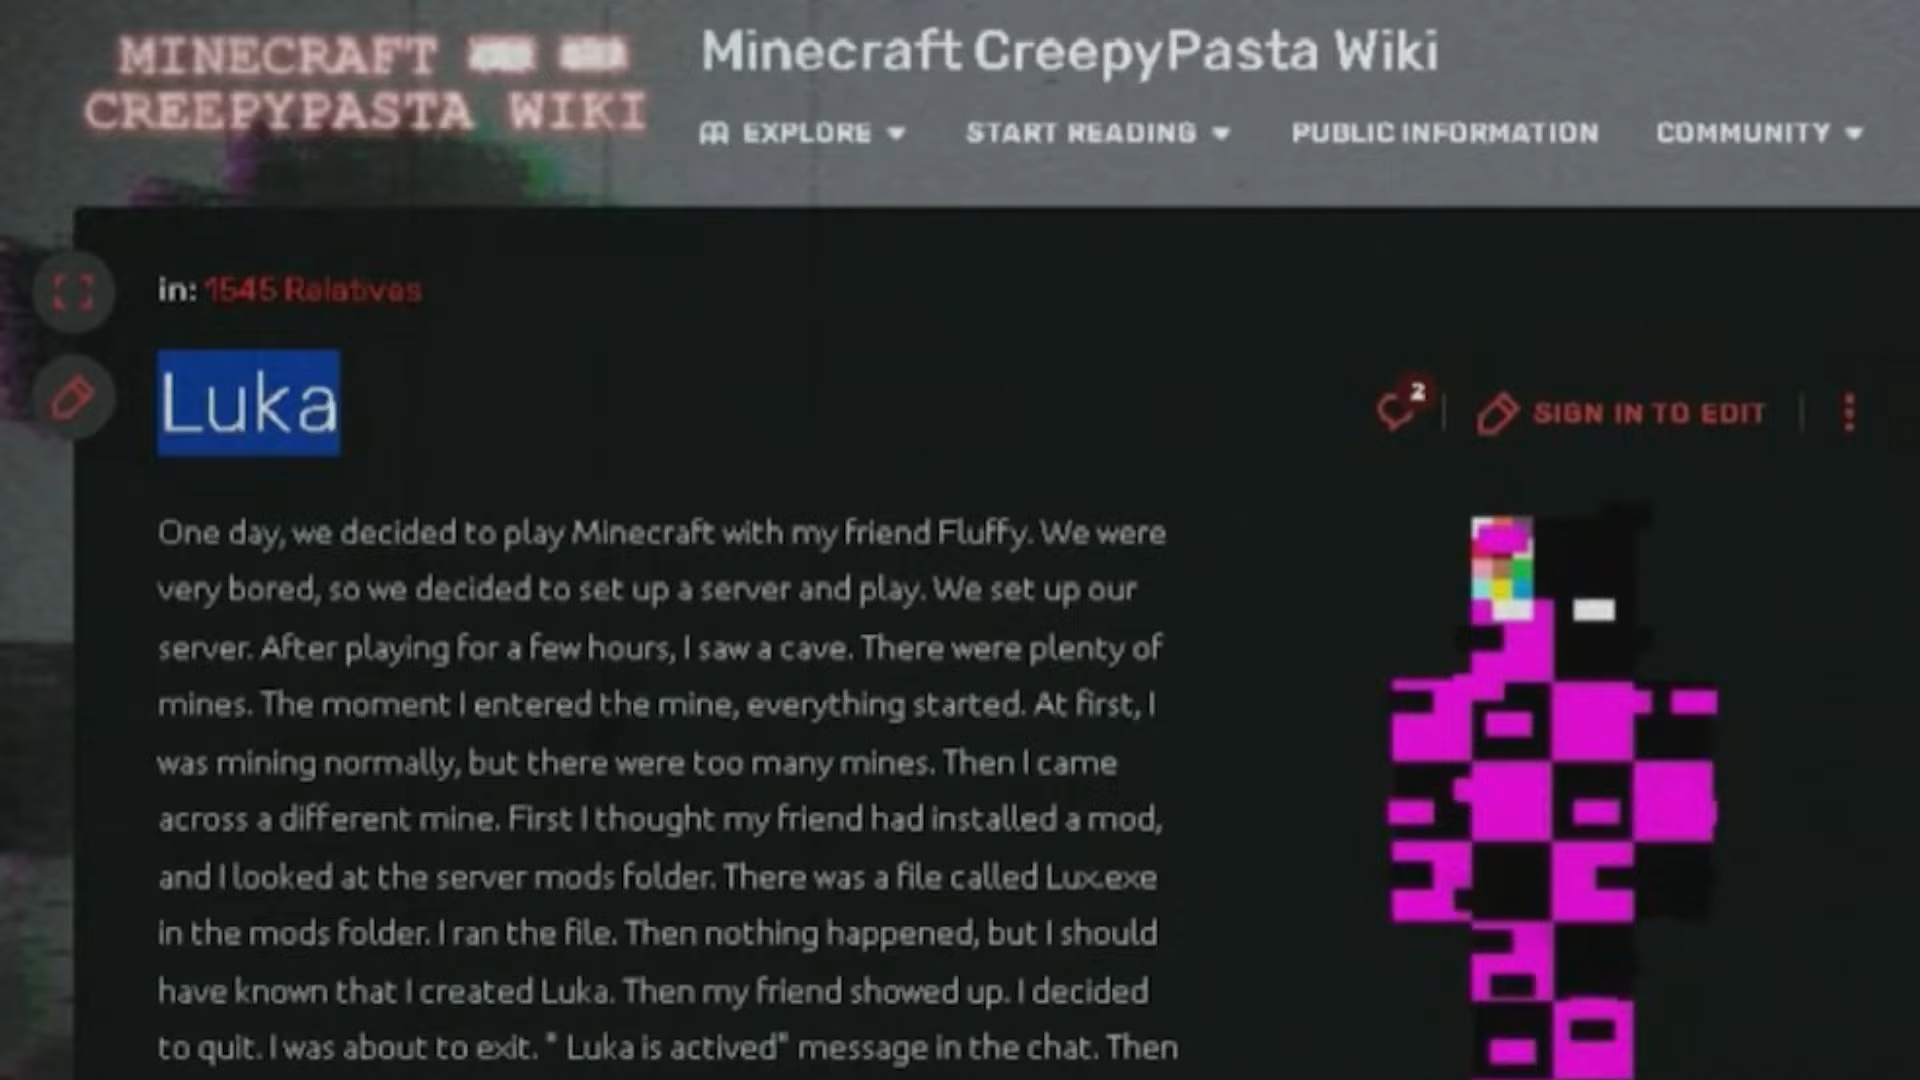 MINECRAFT
CREEPYPASTA WIKI
Minecraft CreepyPasta Wiki
EXPLORE
START READING
PUBLIC INFORMATION
COMMUNITY
in: 1545 Relatives
Luka
2
SIGN IN TO EDIT
One day, we decided to play Minecraft with my friend Fluffy. We were
very bored, so we decided to set up a server and play. We set up our
server. After playing for a few hours, I saw a cave. There were plenty of
mines. The moment I entered the mine, everything started. At first, I
was mining normally, but there were too many mines. Then I came
across a different mine. First I thought my friend had installed a mod,
and I looked at the server mods folder. There was a file called Lux.exe
in the mods folder. I ran the file. Then nothing happened, but I should
have known that I created Luka. Then my friend showed up. I decided
to quit. I was about to exit. " Luka is actived" message in the chat. Then